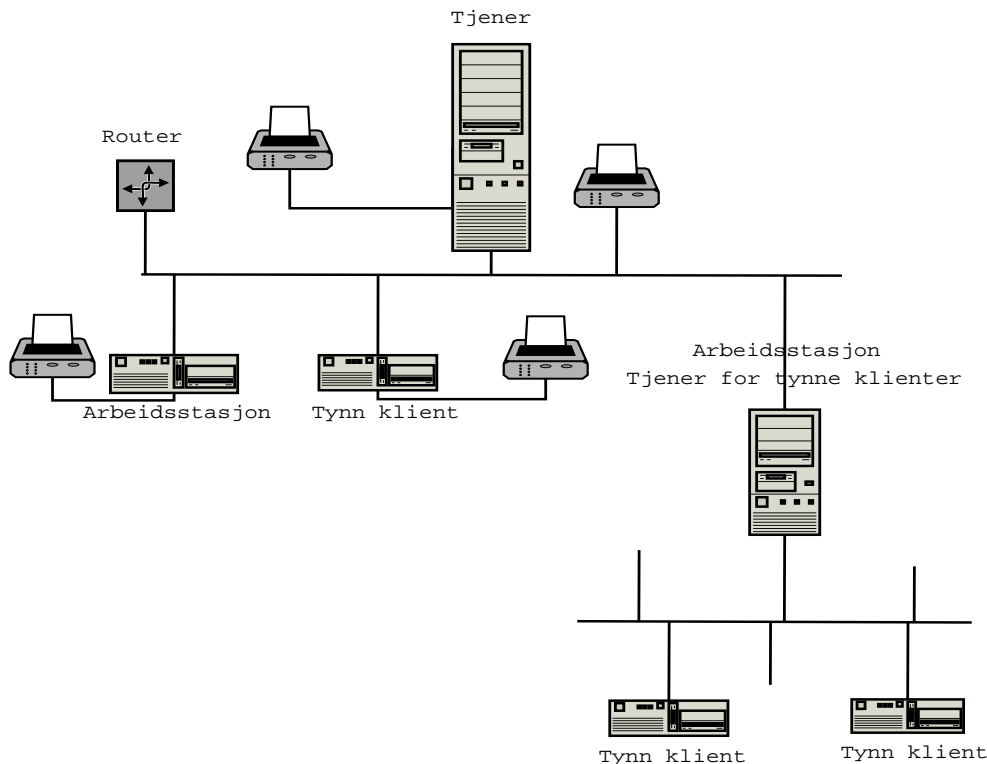 Tjener
Router
Arbeidsstasjon
Tjener for tynne klienter
Arbeidsstasjon
Tynn klient
Tynn klient
Tynn klient